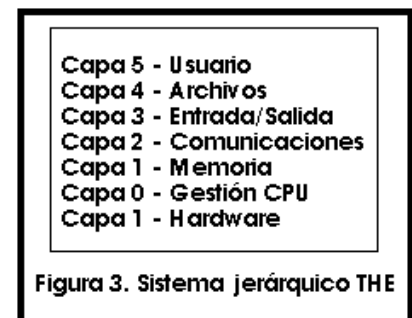 Capa 5 - Usuario
Capa 4 - Archivos
Capa 3 - Entrada/Salida
Capa 2 - Comunicaciones
Capa 1 - Memoria
Capa 0 - Gestión CPU
Capa 1 - Hardware
Figura 3. Sistema jerárquico THE